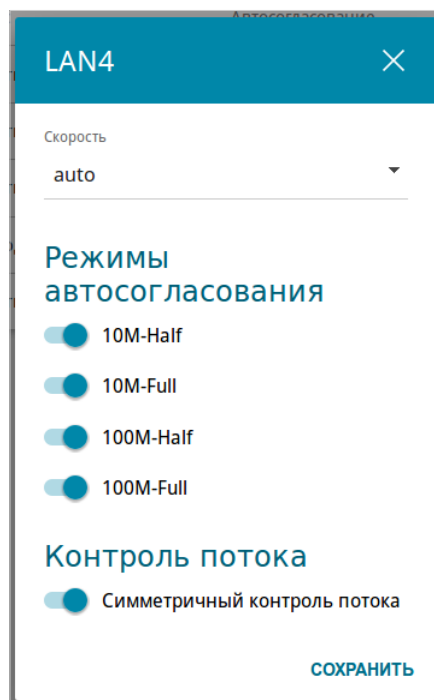 Автосогласование
LAN4
Скорость
auto
Режимы
автосогласования
10M-Half
10M-Full
100M-Half
100M-Full
Контроль потока
Симметричный контроль потока
СОХРАНИТЬ